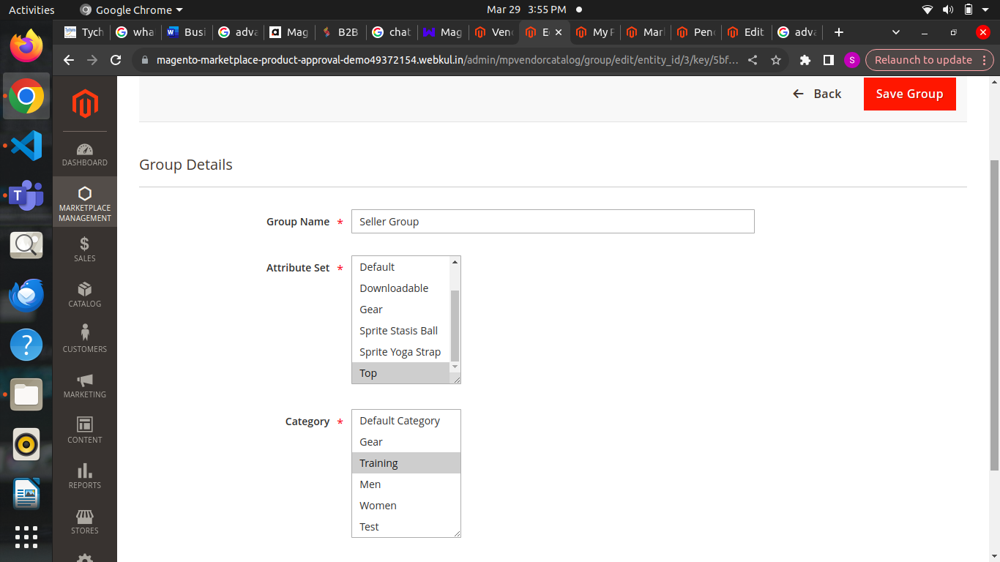 Activities
Google Chrome
Mar 29 3:55 PM
Tych
wha
Busi
adva
Mag
B2B
chat
Mag
Ven
E
My P
Mar
Pen
Edit
adva
magento-marketplace-product-approval-demo49372154.webkul.in/admin/mpvendorcatalog/group/edit/entity_id/3/key/5bf...
S
Relaunch to update
Back
Save Group
DASHBOARD
MARKETPLACE
MANAGEMENT
SALES
CATALOG
CUSTOMERS
MARKETING
CONTENT
REPORTS
STORES
Group Details
Group Name *
Seller Group
Attribute Set *
Default
Downloadable
Gear
Sprite Stasis Ball
Sprite Yoga Strap
Top
Category *
Default Category
Gear
Training
Men
Women
Test